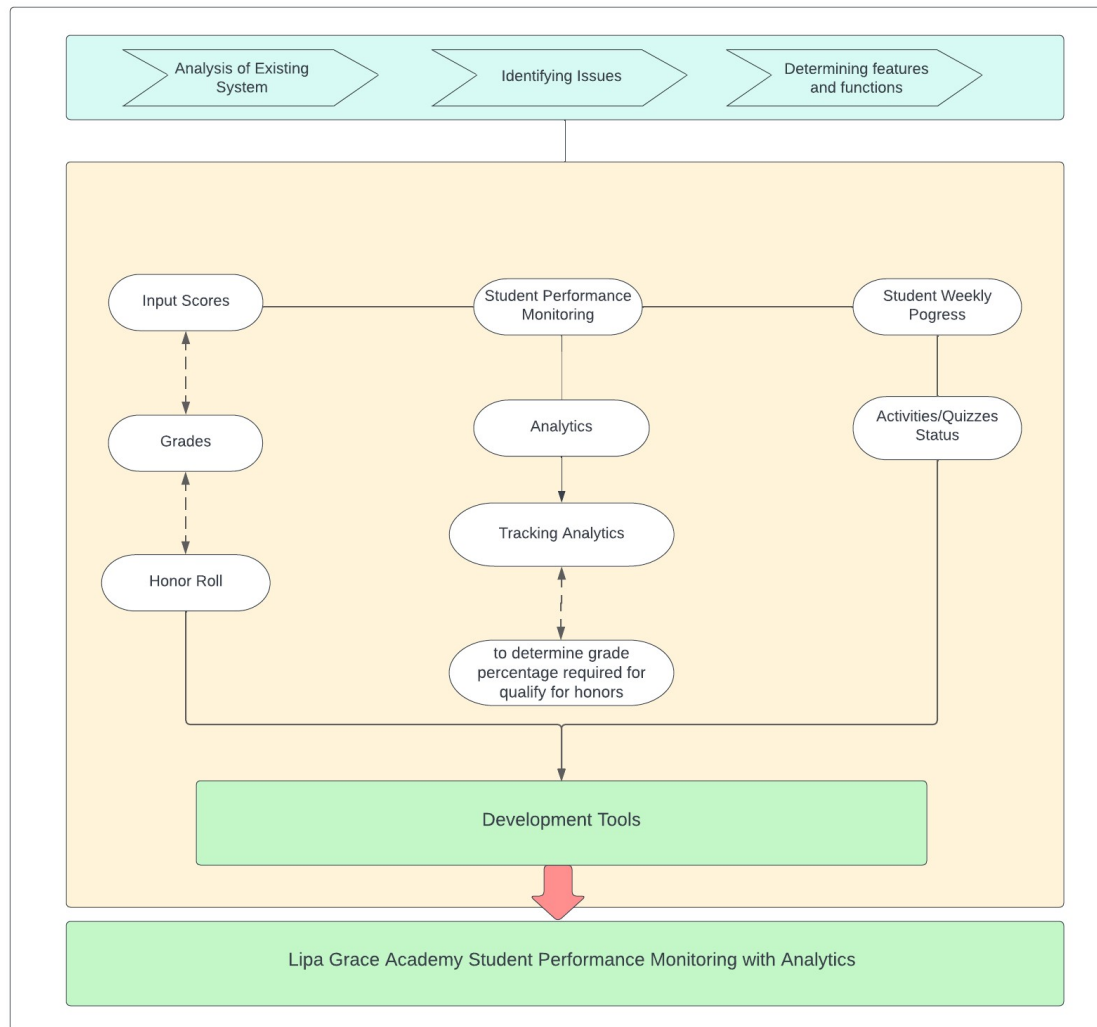 Analysis of Existing
System
Identifying Issues
Determining features
and functions
Input Scores
Student Performance
Monitoring
Student Weekly
Pogress
Grades
Analytics
Activities/Quizzes
Status
Tracking Analytics
Honor Roll
to determine grade
percentage required for
qualify for honors
Development Tools
Lipa Grace Academy Student Performance Monitoring with Analytics